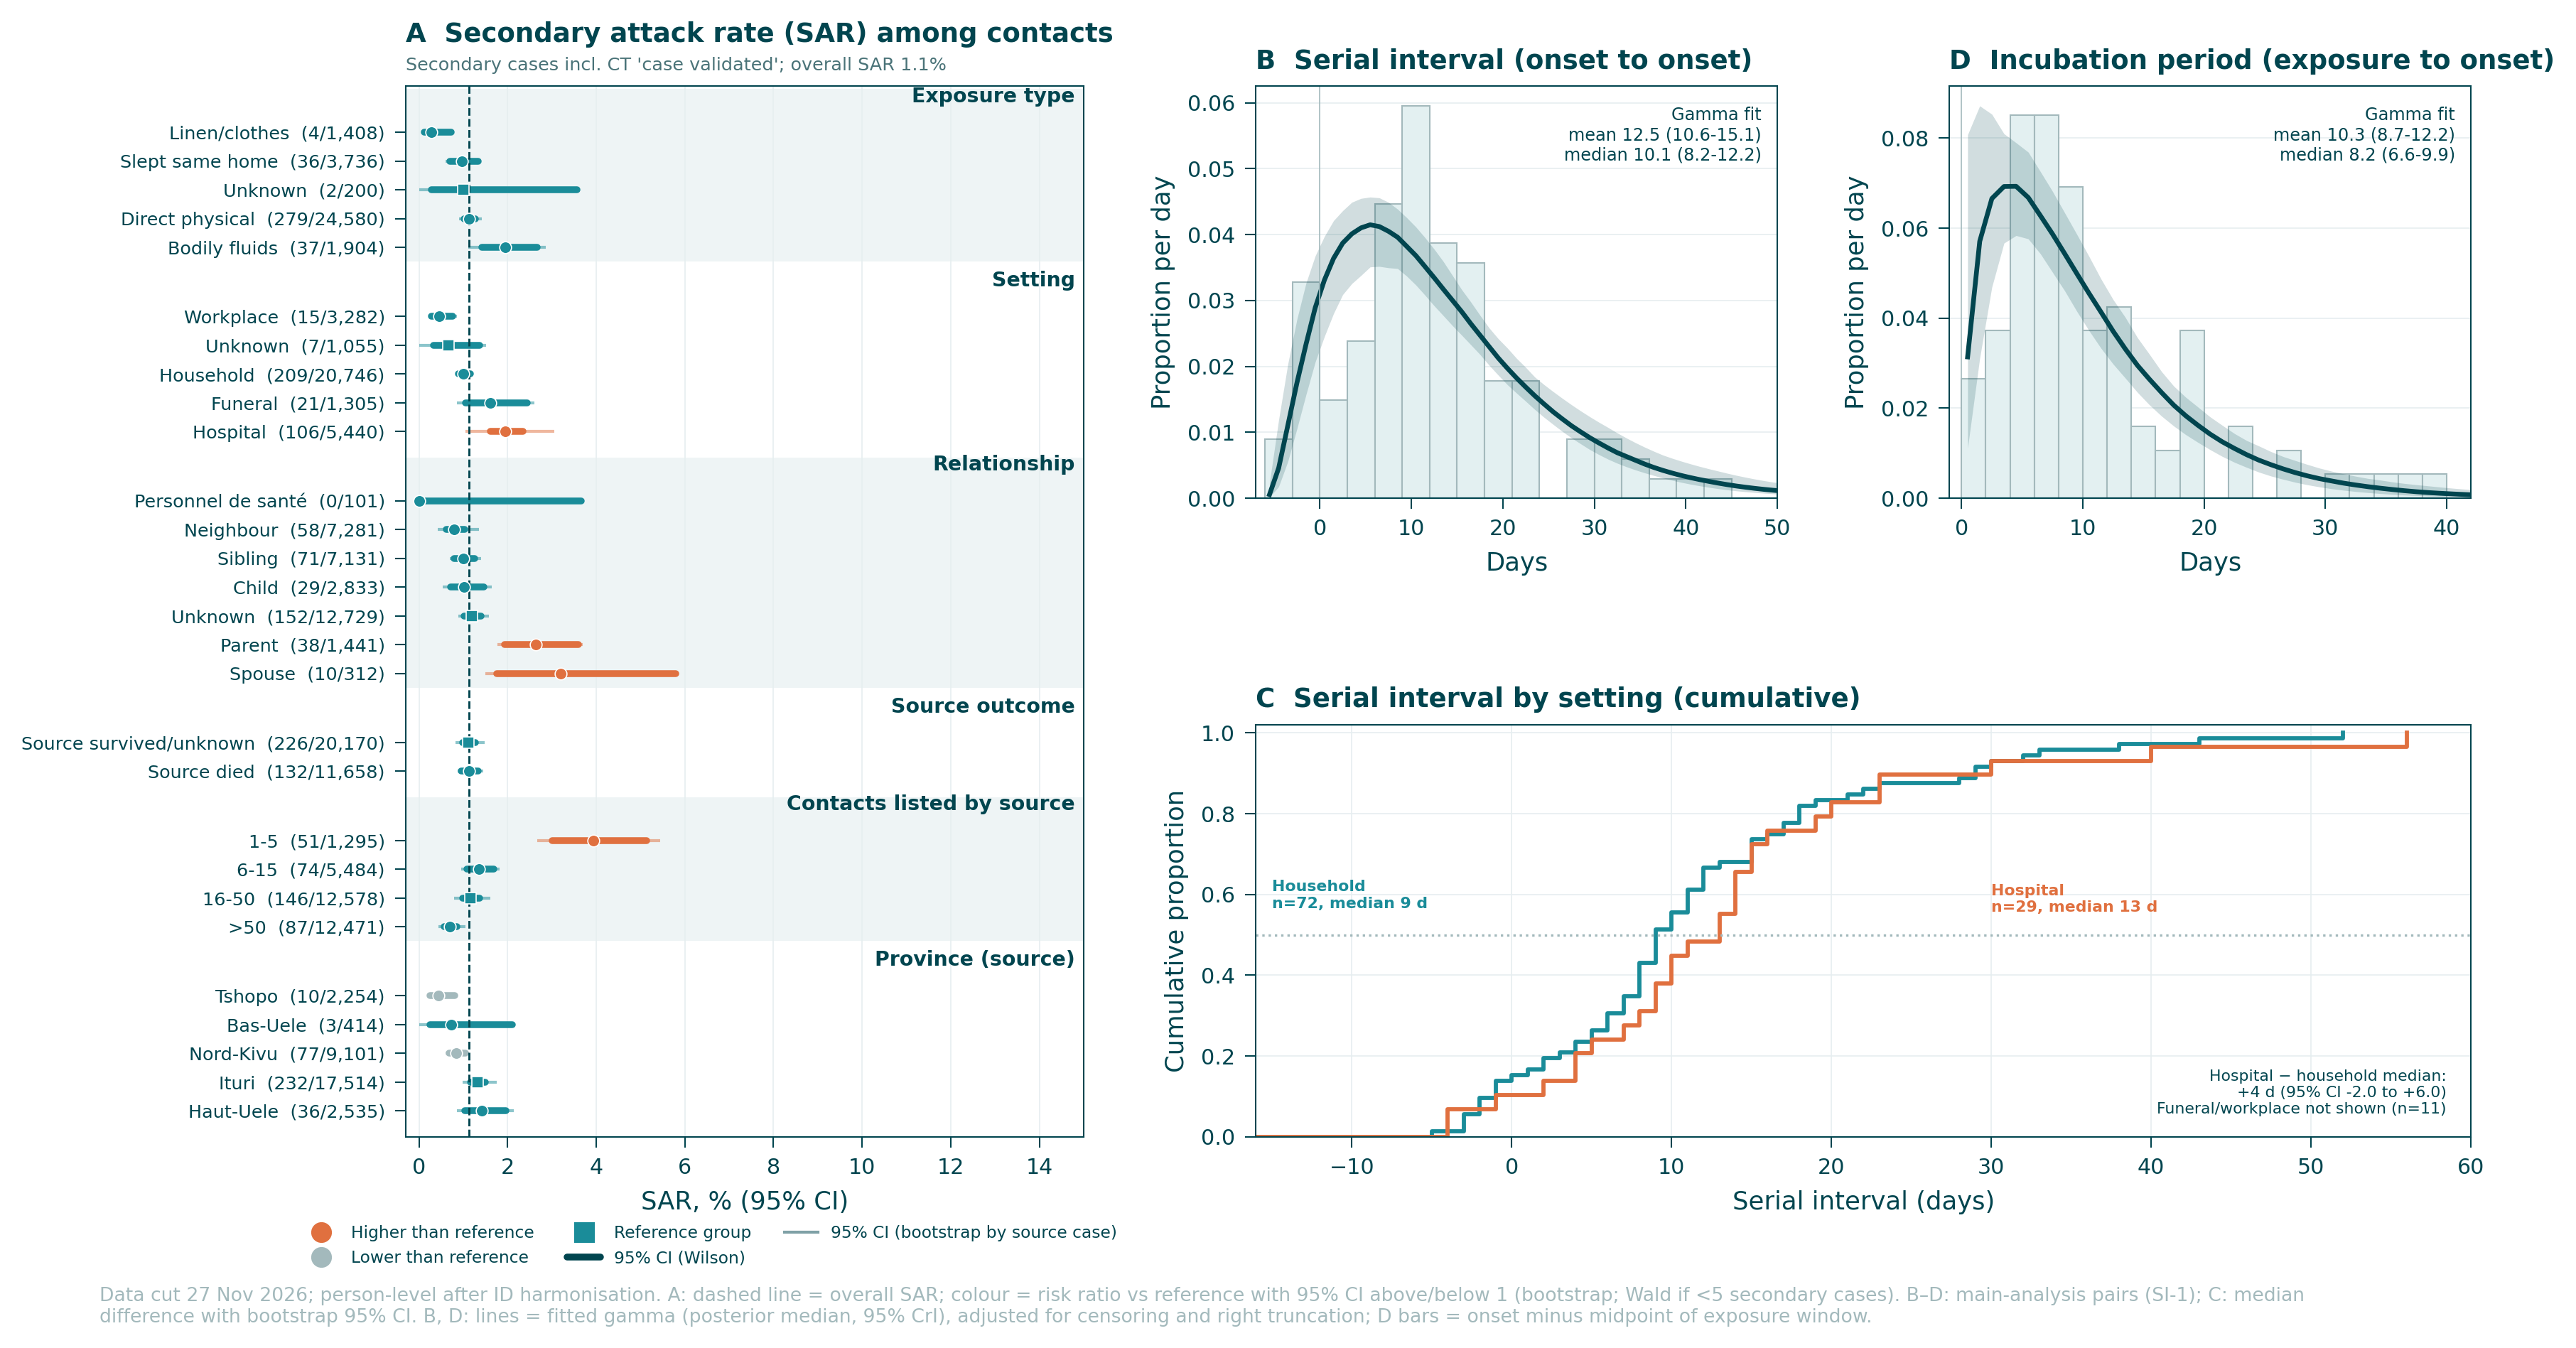 A  Secondary attack rate (SAR) among contacts
Secondary cases incl. CT 'case validated'; overall SAR 1.1%
Exposure type
Linen/clothes  (4/1,408)
Slept same home  (36/3,736)
Unknown  (2/200)
Direct physical  (279/24,580)
Bodily fluids  (37/1,904)
Setting
Workplace  (15/3,282)
Unknown  (7/1,055)
Household  (209/20,746)
Funeral  (21/1,305)
Hospital  (106/5,440)
Relationship
Personnel de santé  (0/101)
Neighbour  (58/7,281)
Sibling  (71/7,131)
Child  (29/2,833)
Unknown  (152/12,729)
Parent  (38/1,441)
Spouse  (10/312)
Source outcome
Source survived/unknown  (226/20,170)
Source died  (132/11,658)
Contacts listed by source
1-5  (51/1,295)
6-15  (74/5,484)
16-50  (146/12,578)
>50  (87/12,471)
Province (source)
Tshopo  (10/2,254)
Bas-Uele  (3/414)
Nord-Kivu  (77/9,101)
Ituri  (232/17,514)
Haut-Uele  (36/2,535)
0 2 4 6 8 10 12 14
SAR, % (95% CI)
Higher than reference
Lower than reference
Reference group
95% CI (Wilson)
95% CI (bootstrap by source case)
B  Serial interval (onset to onset)
Gamma fit
mean 12.5 (10.6-15.1)
median 10.1 (8.2-12.2)
Proportion per day
0.06
0.05
0.04
0.03
0.02
0.01
0.00
0 10 20 30 40 50
Days
D  Incubation period (exposure to onset)
Gamma fit
mean 10.3 (8.7-12.2)
median 8.2 (6.6-9.9)
Proportion per day
0.08
0.06
0.04
0.02
0.00
0 10 20 30 40
Days
C  Serial interval by setting (cumulative)
Cumulative proportion
1.0
0.8
0.6
0.4
0.2
0.0
Household
n=72, median 9 d
Hospital
n=29, median 13 d
Hospital − household median:
+4 d (95% CI -2.0 to +6.0)
Funeral/workplace not shown (n=11)
−10 0 10 20 30 40 50 60
Serial interval (days)
Data cut 27 Nov 2026; person-level after ID harmonisation. A: dashed line = overall SAR; colour = risk ratio vs reference with 95% CI above/below 1 (bootstrap; Wald if <5 secondary cases). B–D: main-analysis pairs (SI-1); C: median
difference with bootstrap 95% CI. B, D: lines = fitted gamma (posterior median, 95% CrI), adjusted for censoring and right truncation; D bars = onset minus midpoint of exposure window.